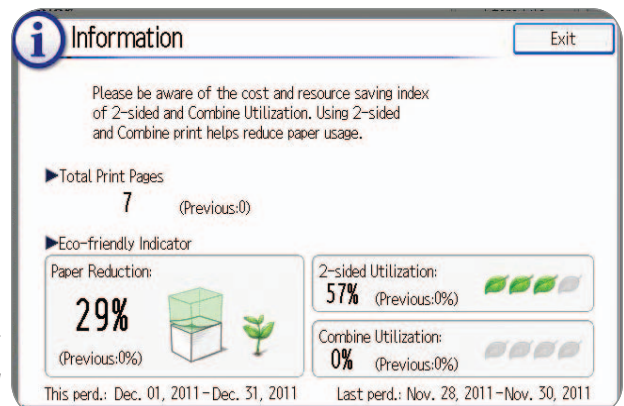 Information
Exit
Please be aware of the cost and resource saving index
of 2-sided and Combine Utilization. Using 2-sided
and Combine print helps reduce paper usage.
▶Total Print Pages
7 (Previous:0)
▶Eco-friendly Indicator
Paper Reduction:
29%
(Previous:0%)
2-sided Utilization:
57% (Previous:0%)
Combine Utilization:
0% (Previous:0%)
This perd.: Dec. 01, 2011-Dec. 31, 2011 Last perd.: Nov. 28, 2011-Nov. 30, 2011